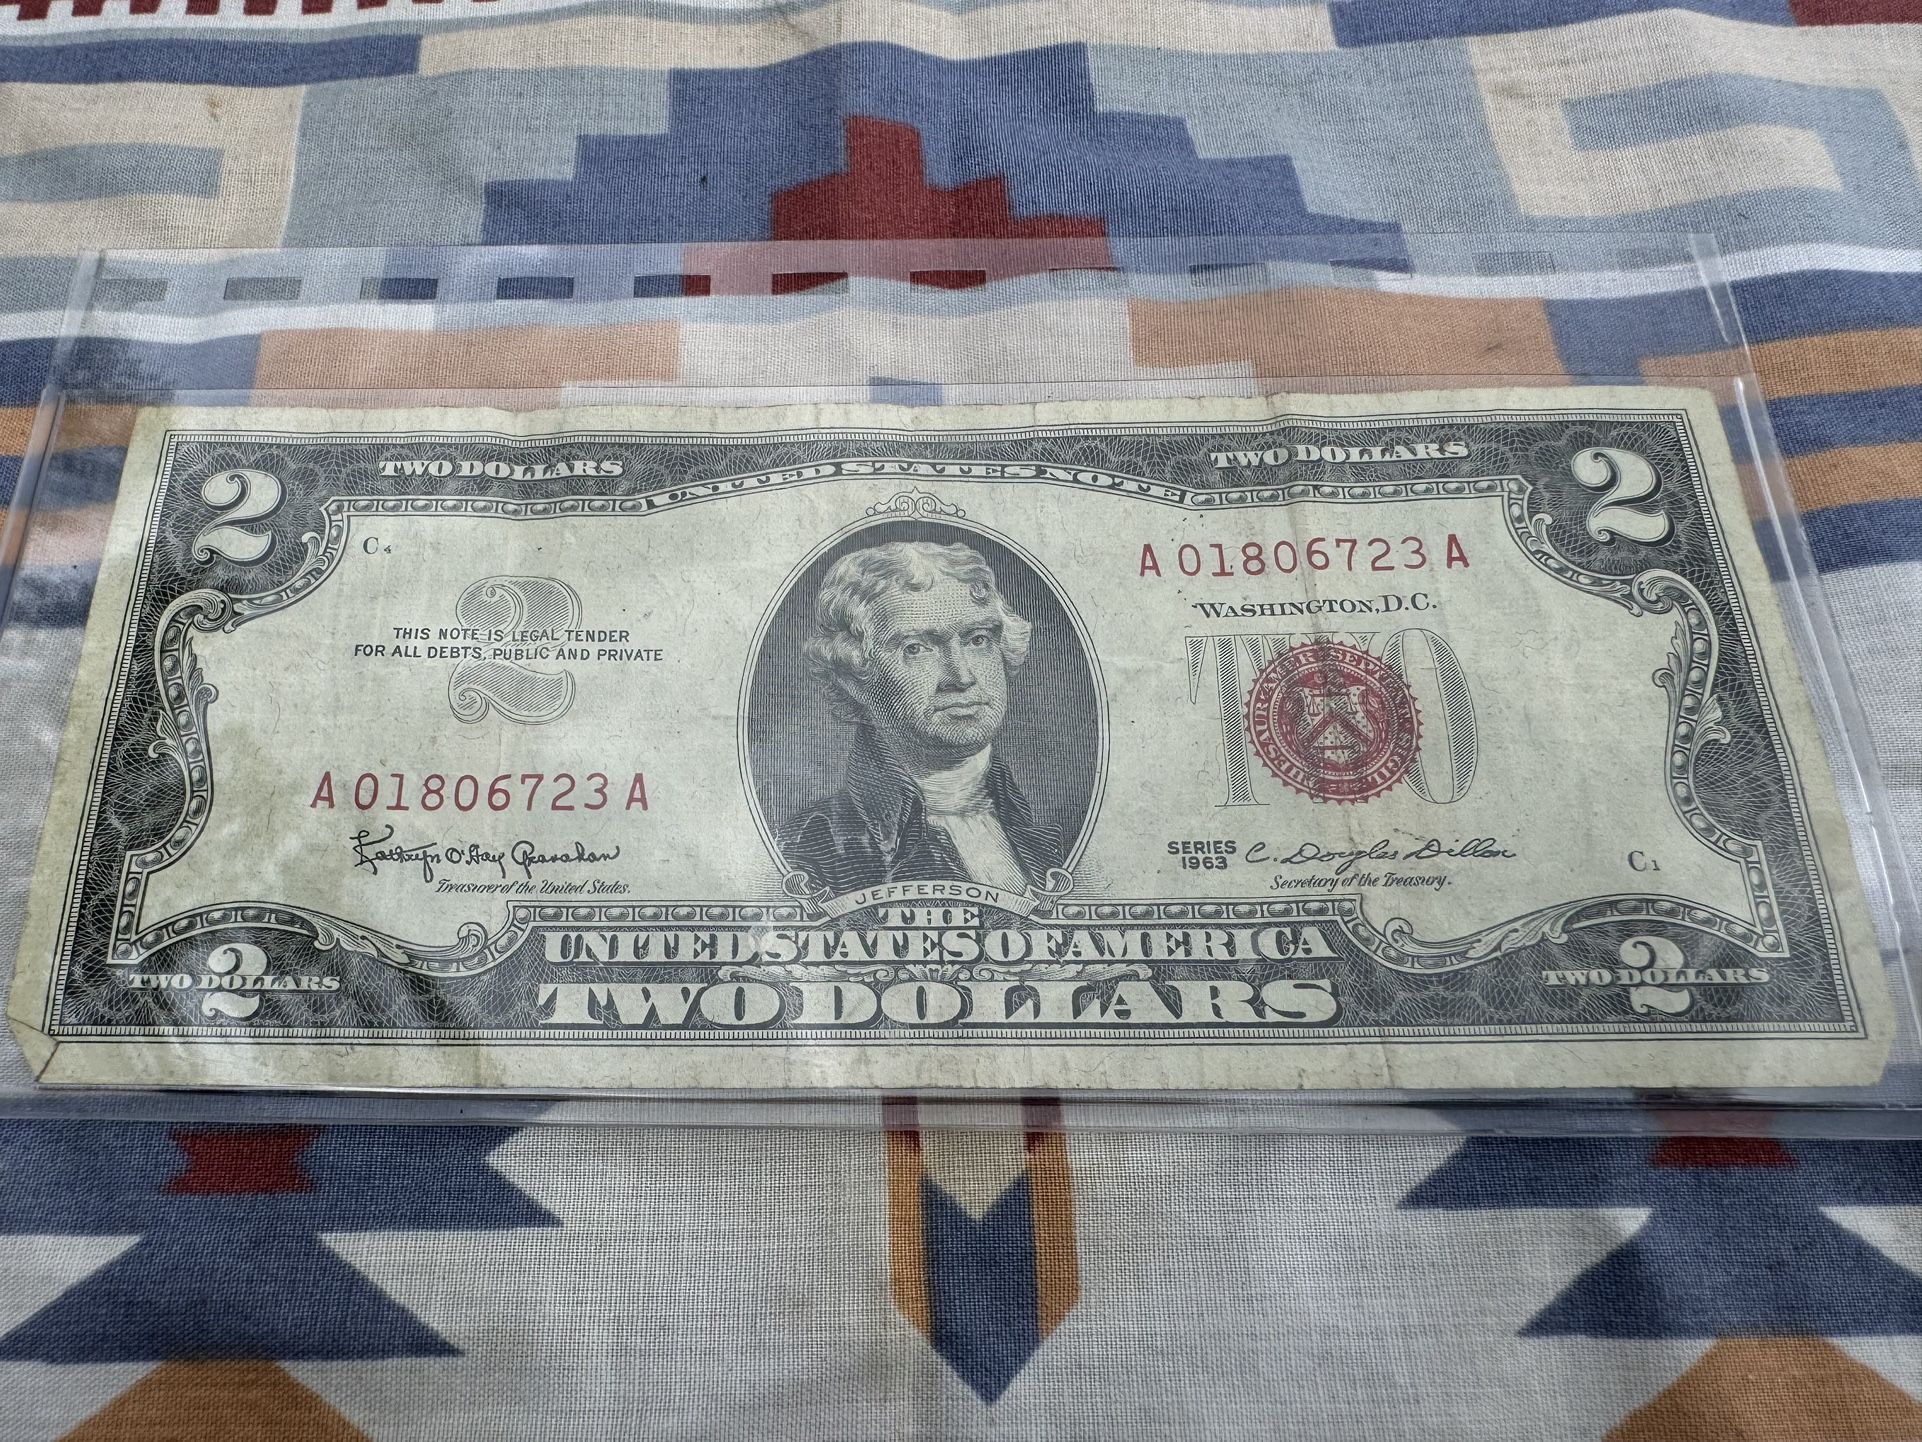 2 TWO DOLLARS UNITED STATES NOTE TWO DOLLARS 2
C4
A 01806723 A
WASHINGTON, D.C.
2
THIS NOTE IS LEGAL TENDER
FOR ALL DEBTS, PUBLIC AND PRIVATE
TWO
A 01806723 A
Kathryn O'Hay Granahan
Treasurer of the United States.
SERIES
1963
C. Douglas Dillon
Secretary of the Treasury.
C1
JEFFERSON
THE
UNITED STATES OF AMERICA
TWO DOLLARS
2
TWO DOLLARS
2
TWO DOLLARS